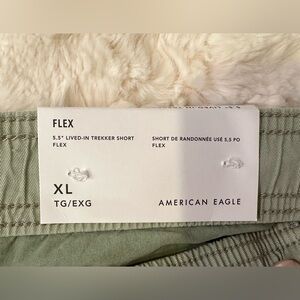 FLEX
5.5" LIVED-IN TREKKER SHORT
FLEX
SHORT DE RANDONNÉE USÉ 5,5 PO
FLEX
XL
TG/EXG
AMERICAN EAGLE